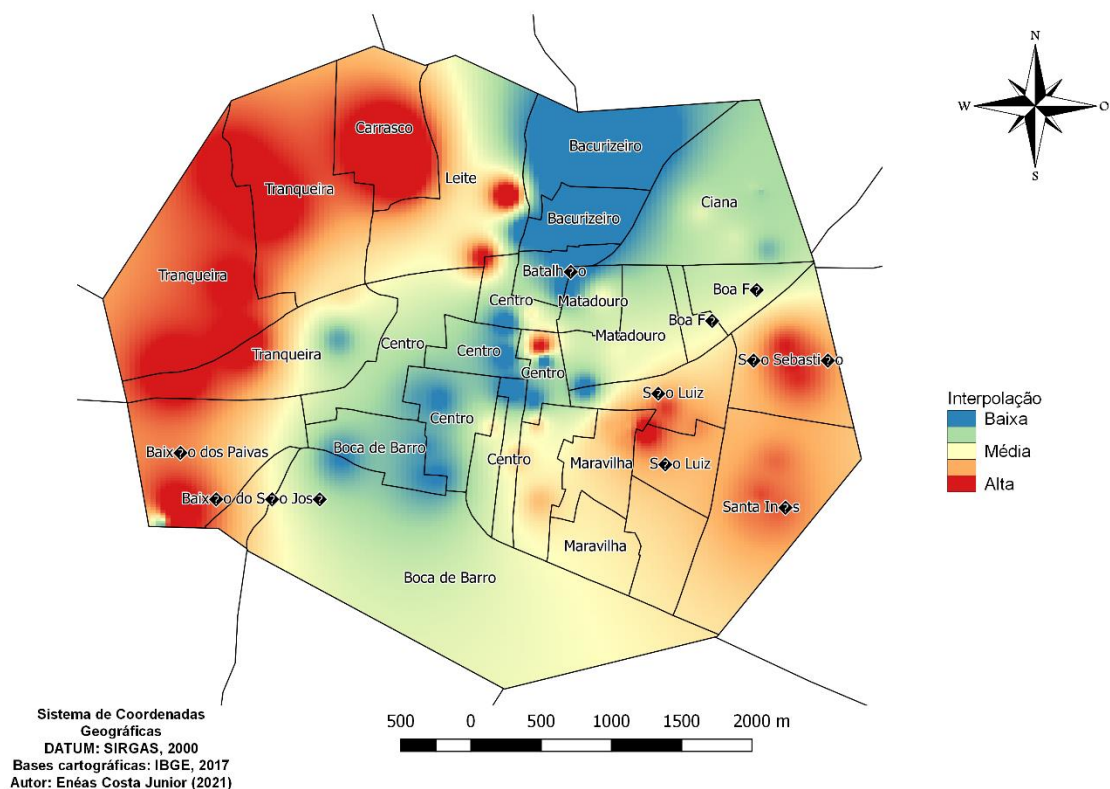 N
W
O
S
Carrasco
Bacurizeiro
Leite
Tranqueira
Ciana
Bacurizeiro
Batalh�o
Tranqueira
Boa F�
Centro
Matadouro
Boa F�
Matadouro
Centro
Centro
Tranqueira
S�o Sebasti�o
Centro
S�o Luiz
Interpolação
Baixa
Média
Alta
Centro
Boca de Barro
Baix�o dos Paivas
Centro
Maravilha
S�o Luiz
Baix�o do S�o Jos�
Santa In�s
Maravilha
Boca de Barro
Sistema de Coordenadas
Geográficas
DATUM: SIRGAS, 2000
Bases cartográficas: IBGE, 2017
Autor: Enéas Costa Junior (2021)
500 0 500 1000 1500 2000 m